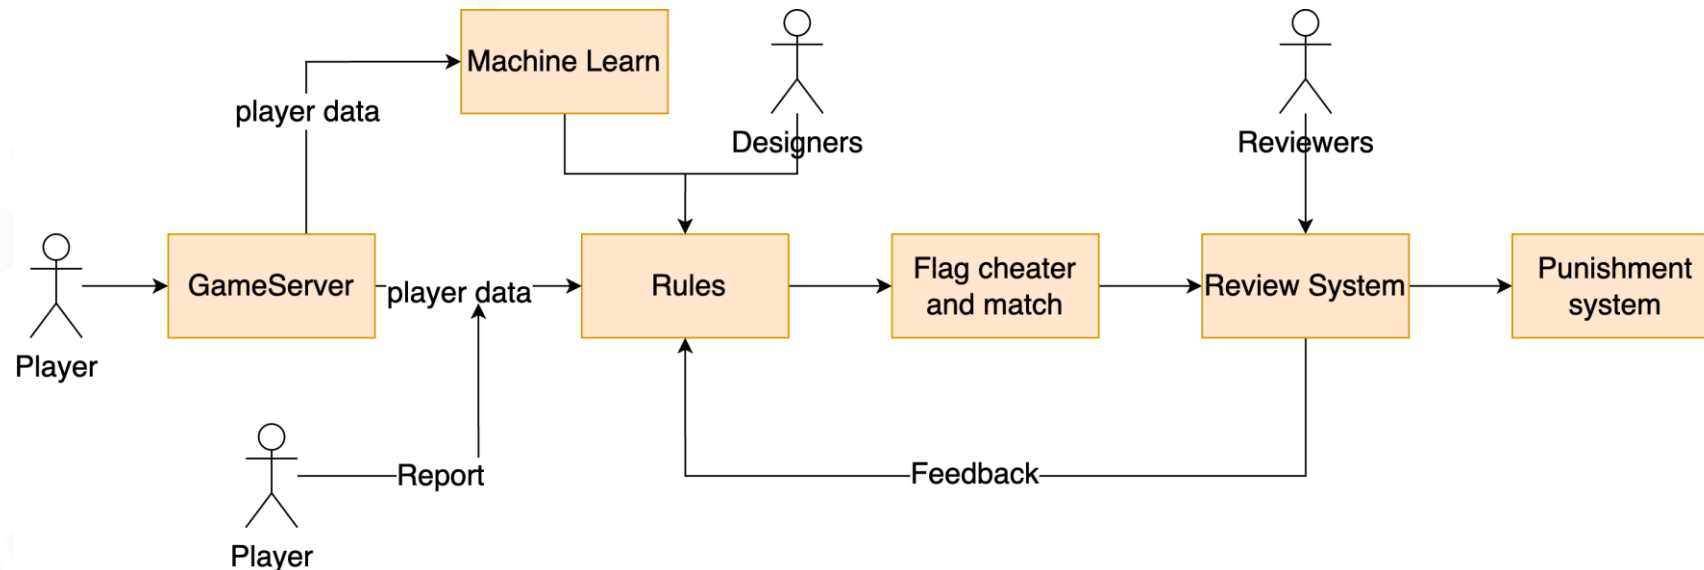 Machine Learn
player data
Designers
Reviewers
GameServer
player data
Rules
Flag cheater
and match
Review System
Punishment
system
Player
Report
Feedback
Player